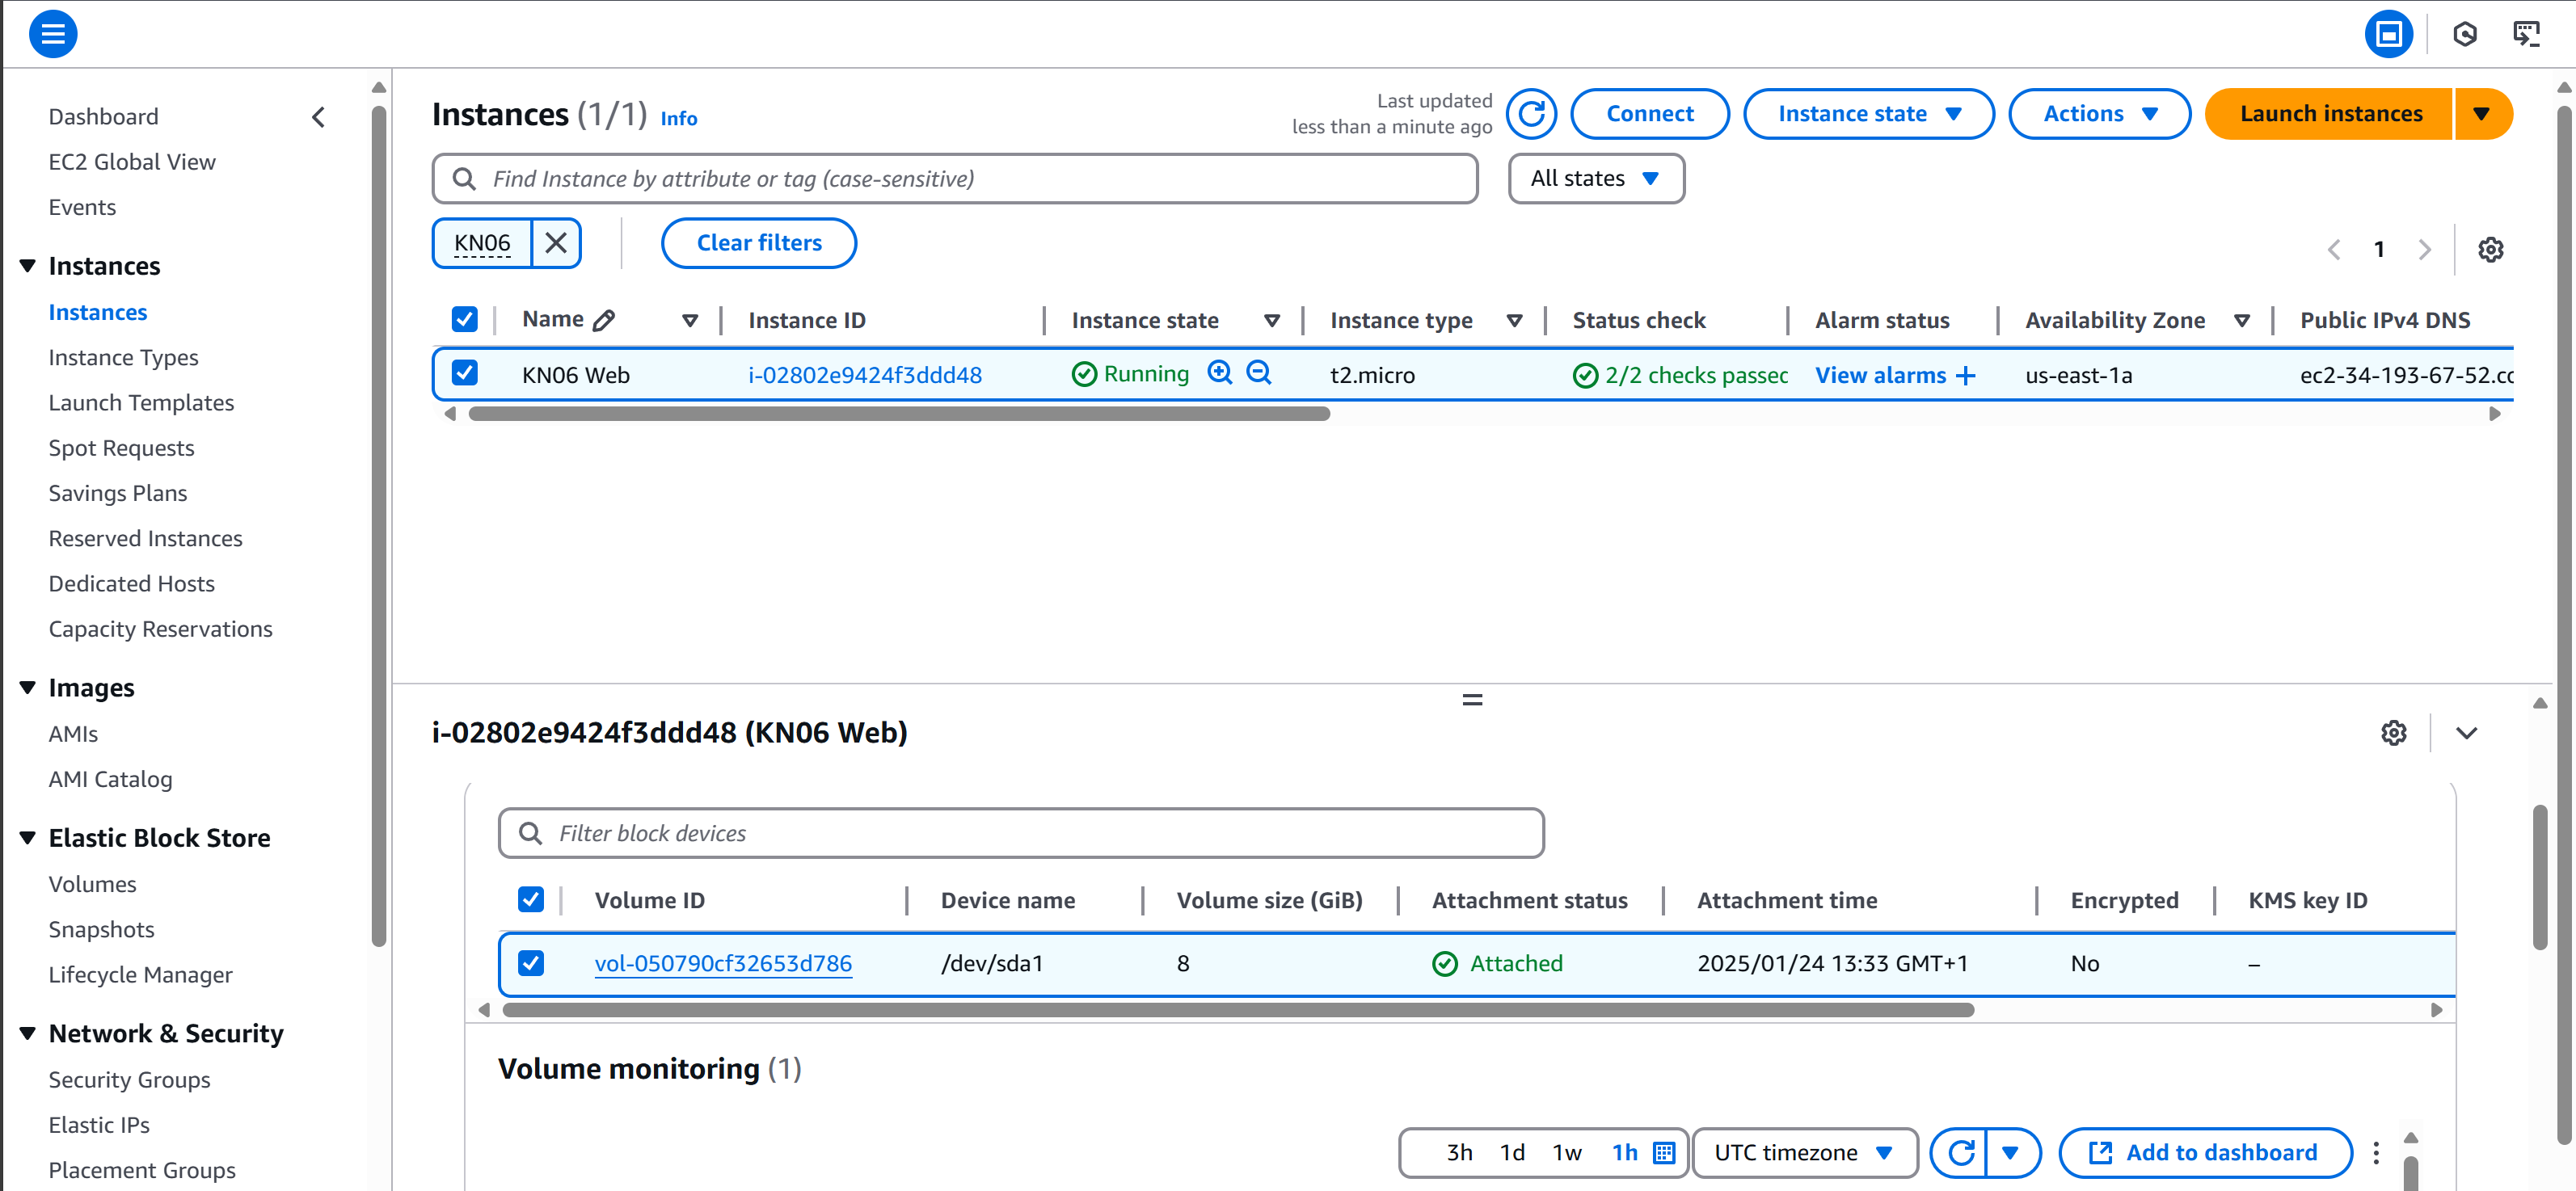 Dashboard
EC2 Global View
Events
Instances
Instances
Instance Types
Launch Templates
Spot Requests
Savings Plans
Reserved Instances
Dedicated Hosts
Capacity Reservations
Images
AMIs
AMI Catalog
Elastic Block Store
Volumes
Snapshots
Lifecycle Manager
Network & Security
Security Groups
Elastic IPs
Placement Groups
Instances (1/1) Info
Last updated
less than a minute ago
Connect
Instance state
Actions
Launch instances
Find Instance by attribute or tag (case-sensitive)
All states
KN06
Clear filters
1
Name Instance ID Instance state Instance type Status check Alarm status Availability Zone Public IPv4 DNS
KN06 Web i-02802e9424f3ddd48 Running t2.micro 2/2 checks passed View alarms us-east-1a ec2-34-193-67-52.co
i-02802e9424f3ddd48 (KN06 Web)
Filter block devices
Volume ID Device name Volume size (GiB) Attachment status Attachment time Encrypted KMS key ID
vol-050790cf32653d786 /dev/sda1 8 Attached 2025/01/24 13:33 GMT+1 No –
Volume monitoring (1)
3h 1d 1w 1h UTC timezone Add to dashboard